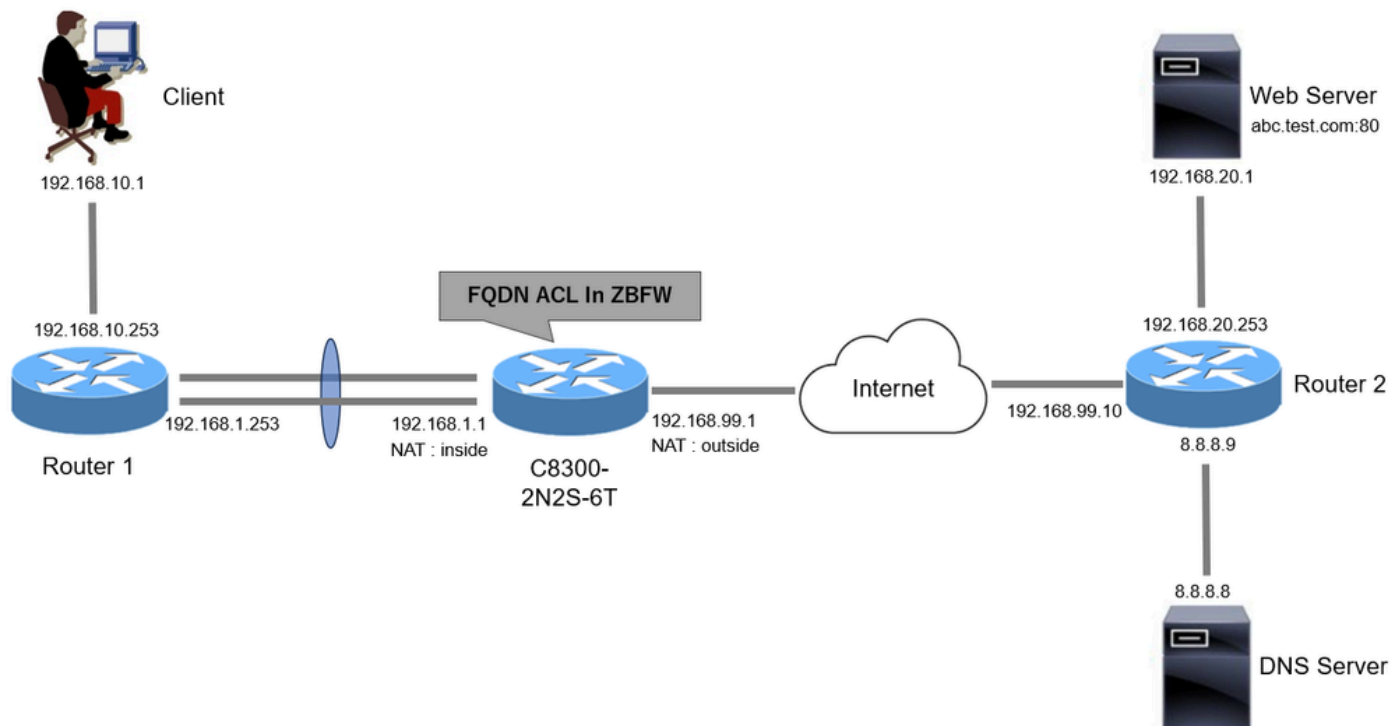 Client
192.168.10.1
192.168.10.253
192.168.1.253
Router 1
FQDN ACL In ZBFW
192.168.1.1
NAT : inside
C8300-
2N2S-6T
192.168.99.1
NAT : outside
Internet
Web Server
abc.test.com:80
192.168.20.1
192.168.20.253
192.168.99.10
Router 2
8.8.8.9
8.8.8.8
DNS Server